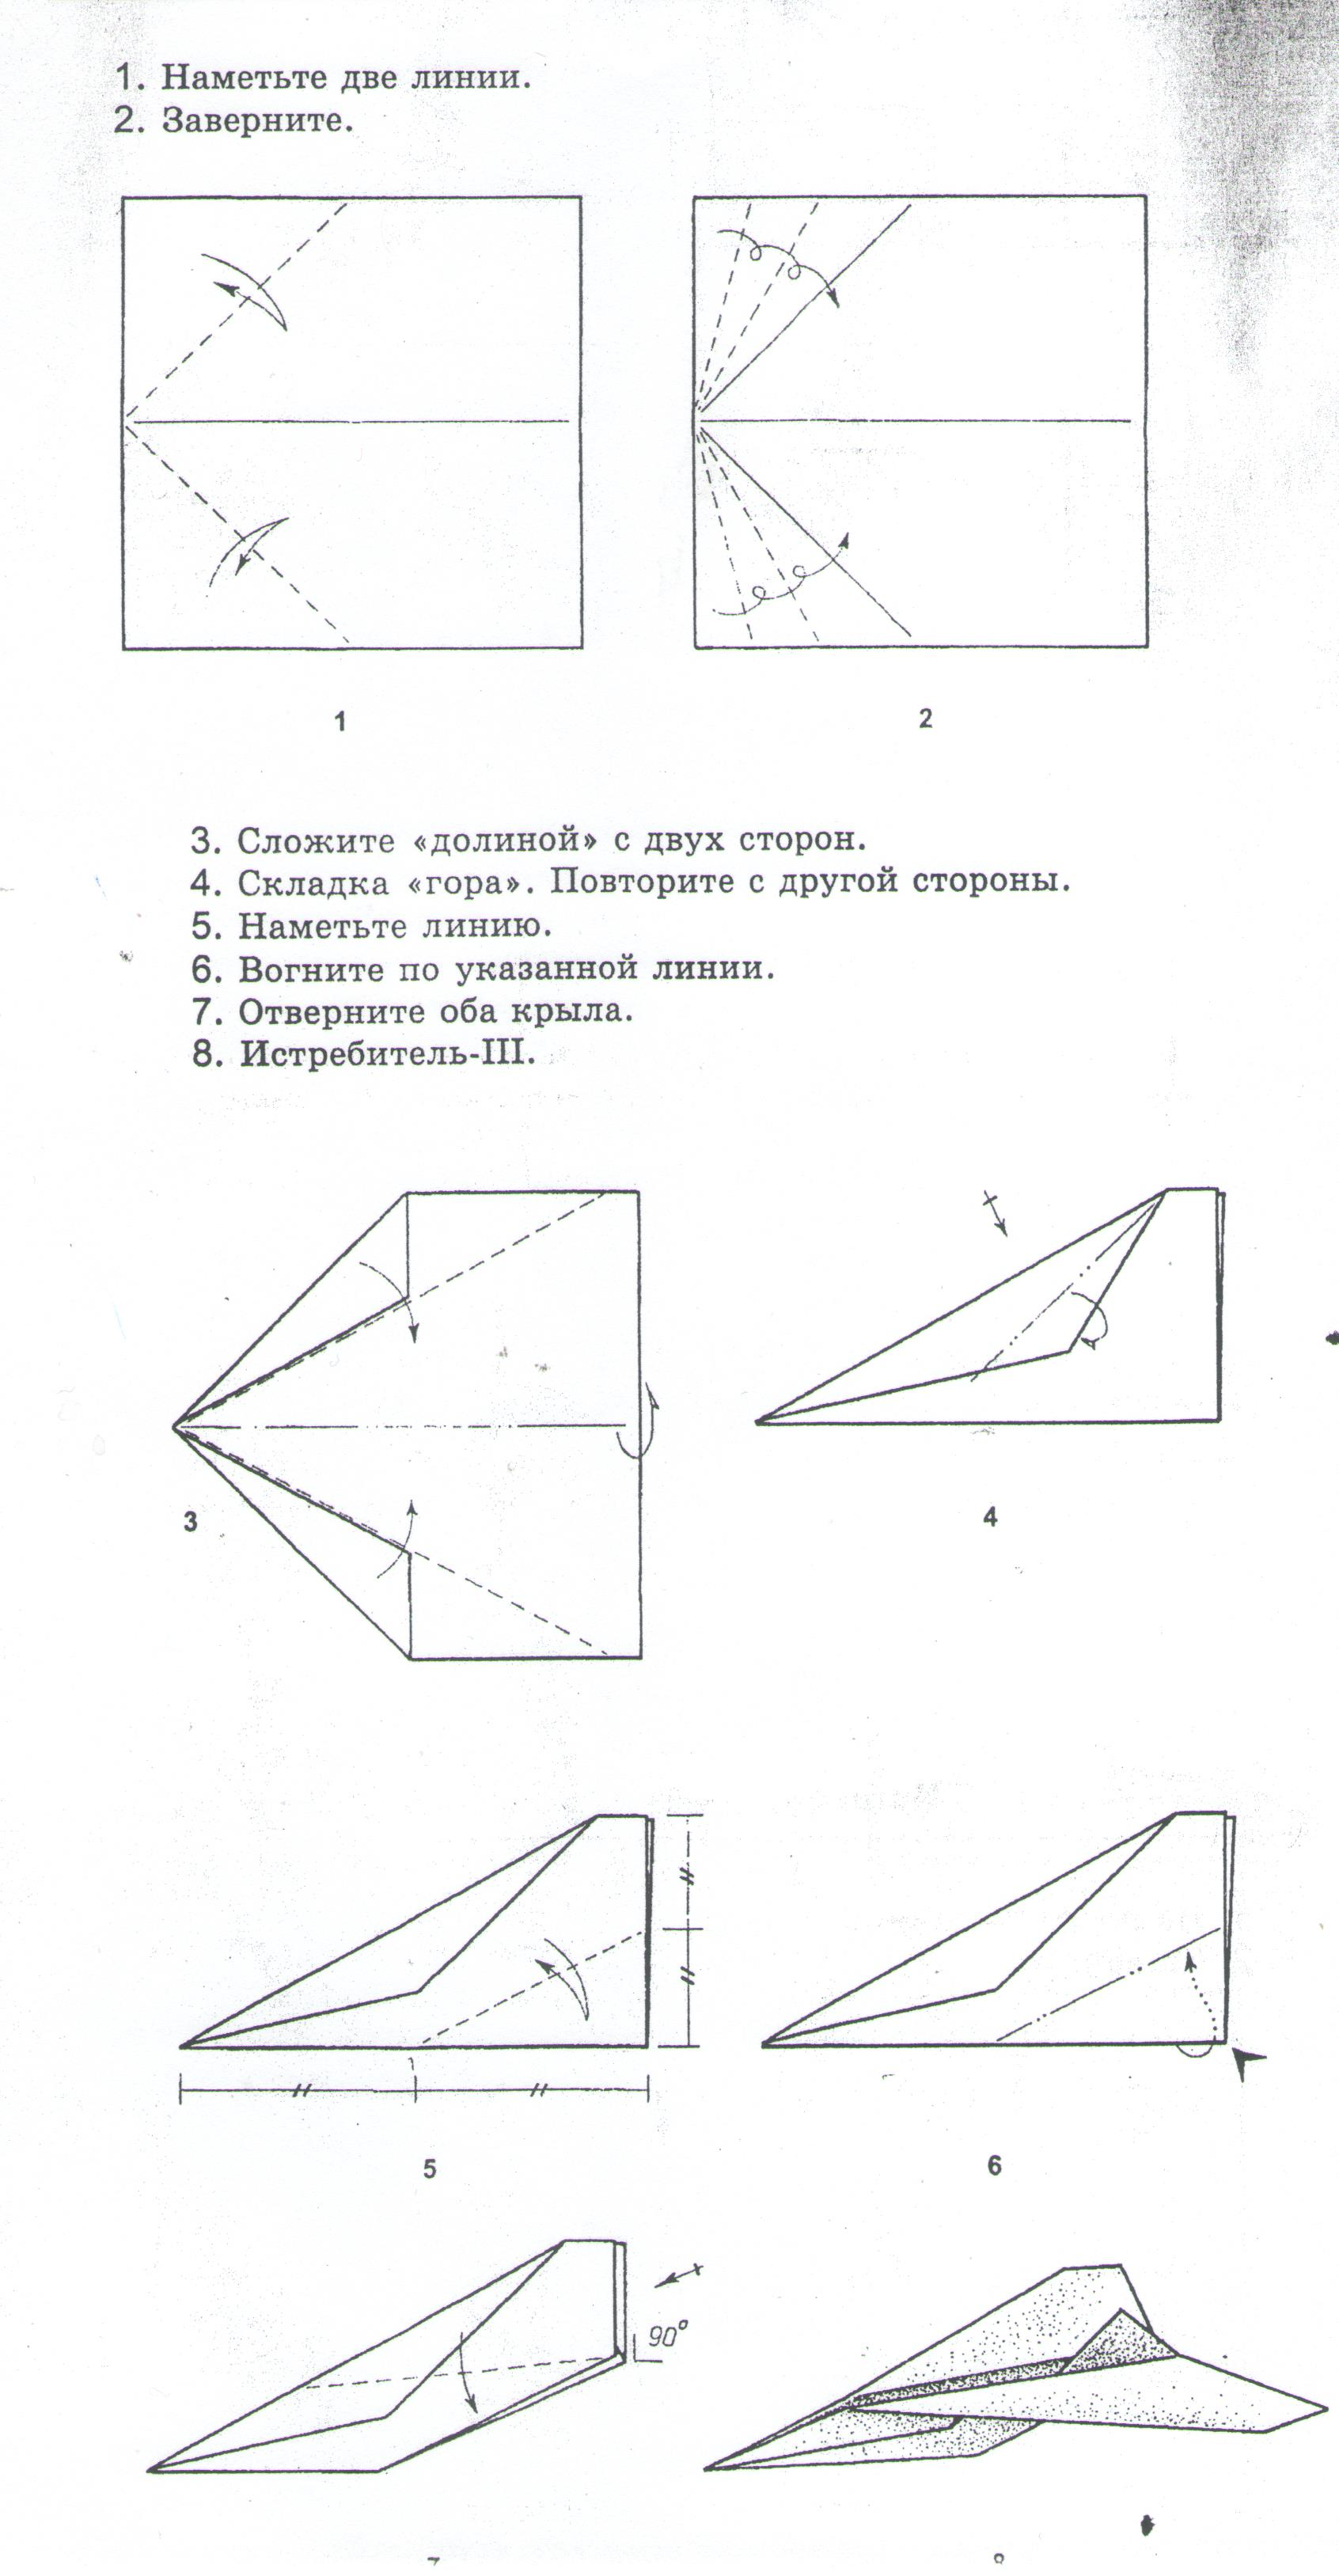 1. Наметьте две линии.
2. Заверните.
1
2
3. Сложите «долиной» с двух сторон.
4. Складка «гора». Повторите с другой стороны.
5. Наметьте линию.
6. Вогните по указанной линии.
7. Отверните оба крыла.
8. Истребитель-III.
3
4
5
6
90°